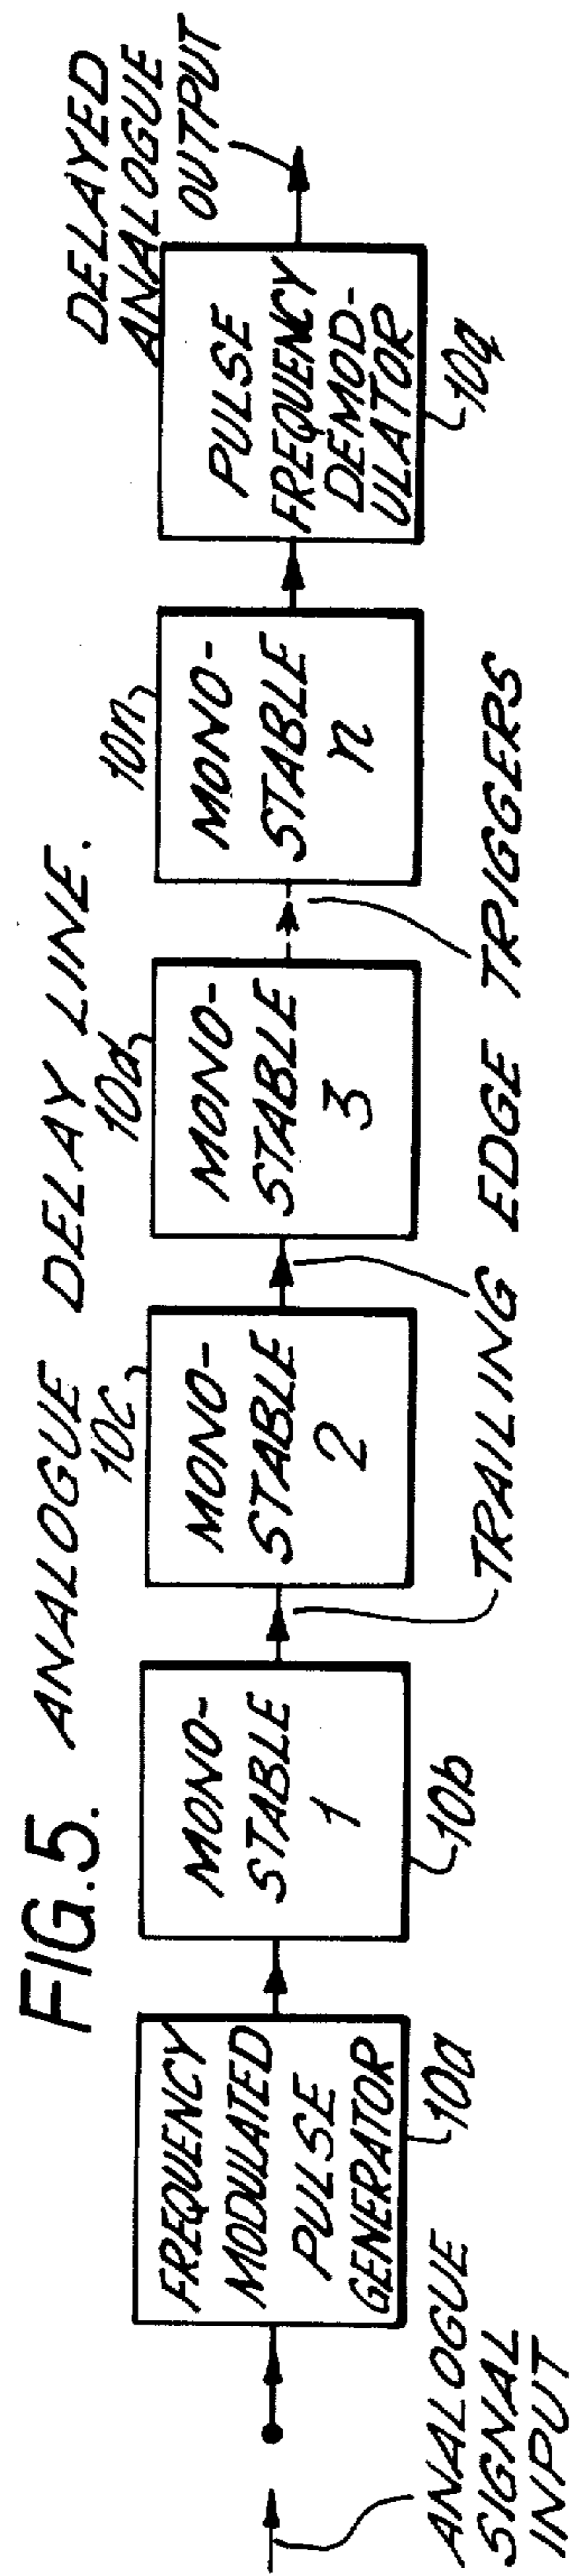 FIG. 5. ANALOGUE DELAY LINE.
ANALOGUE
SIGNAL
INPUT
FREQUENCY
MODULATED
PULSE
GENERATOR
10a
MONO-
STABLE
1
10b
10c
MONO-
STABLE
2
10d
MONO-
STABLE
3
10n
MONO-
STABLE
n
TRAILING EDGE TRIGGERS
PULSE
FREQUENCY
DEMOD-
ULATOR
10q
DELAYED
ANALOGUE
OUTPUT